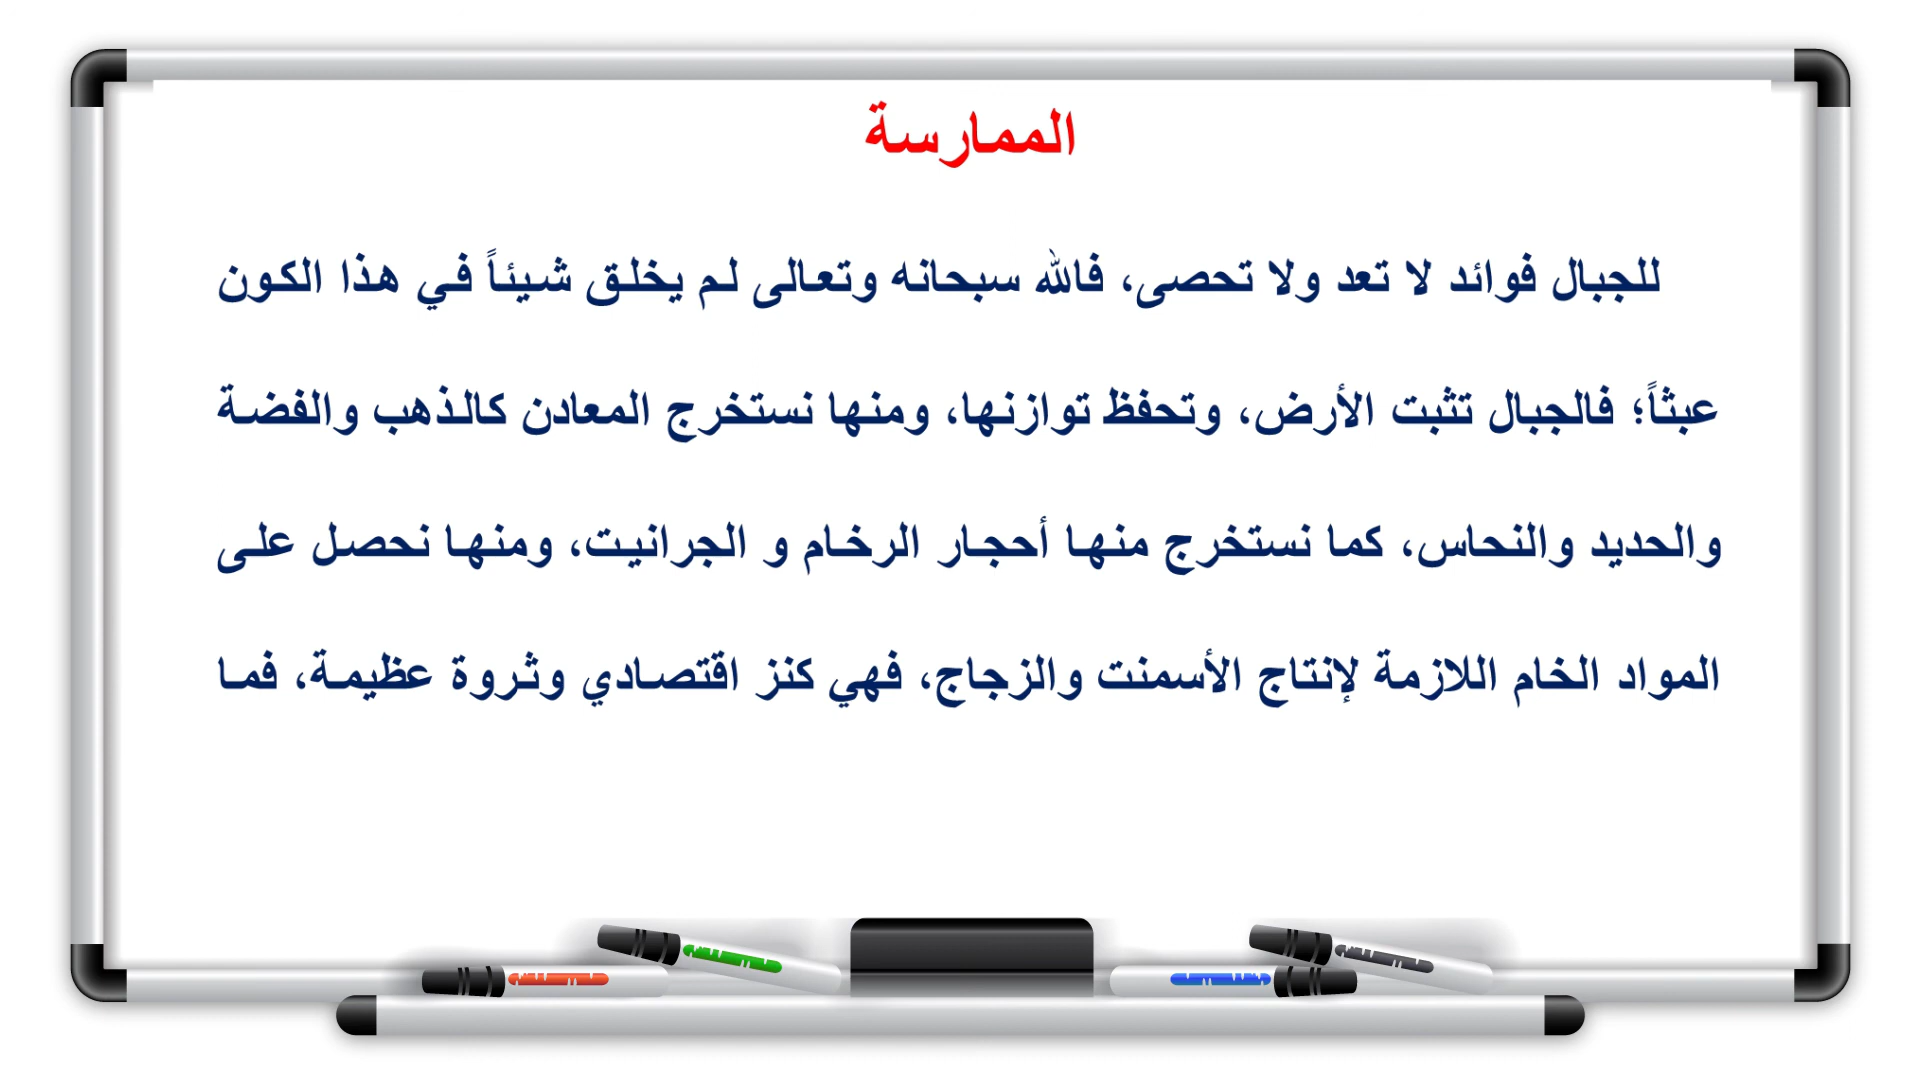 الممارسة
للجبال فوائد لا تعد ولا تحصى، فالله سبحانه وتعالى لم يخلق شيئاً في هذا الكون
عبثاً؛ فالجبال تثبت الأرض، وتحفظ توازنها، ومنها نستخرج المعادن كالذهب والفضة
والحديد والنحاس، كما نستخرج منها أحجار الرخام و الجرانيت، ومنها نحصل على
المواد الخام اللازمة لإنتاج الأسمنت والزجاج، فهي كنز اقتصادي وثروة عظيمة، فما